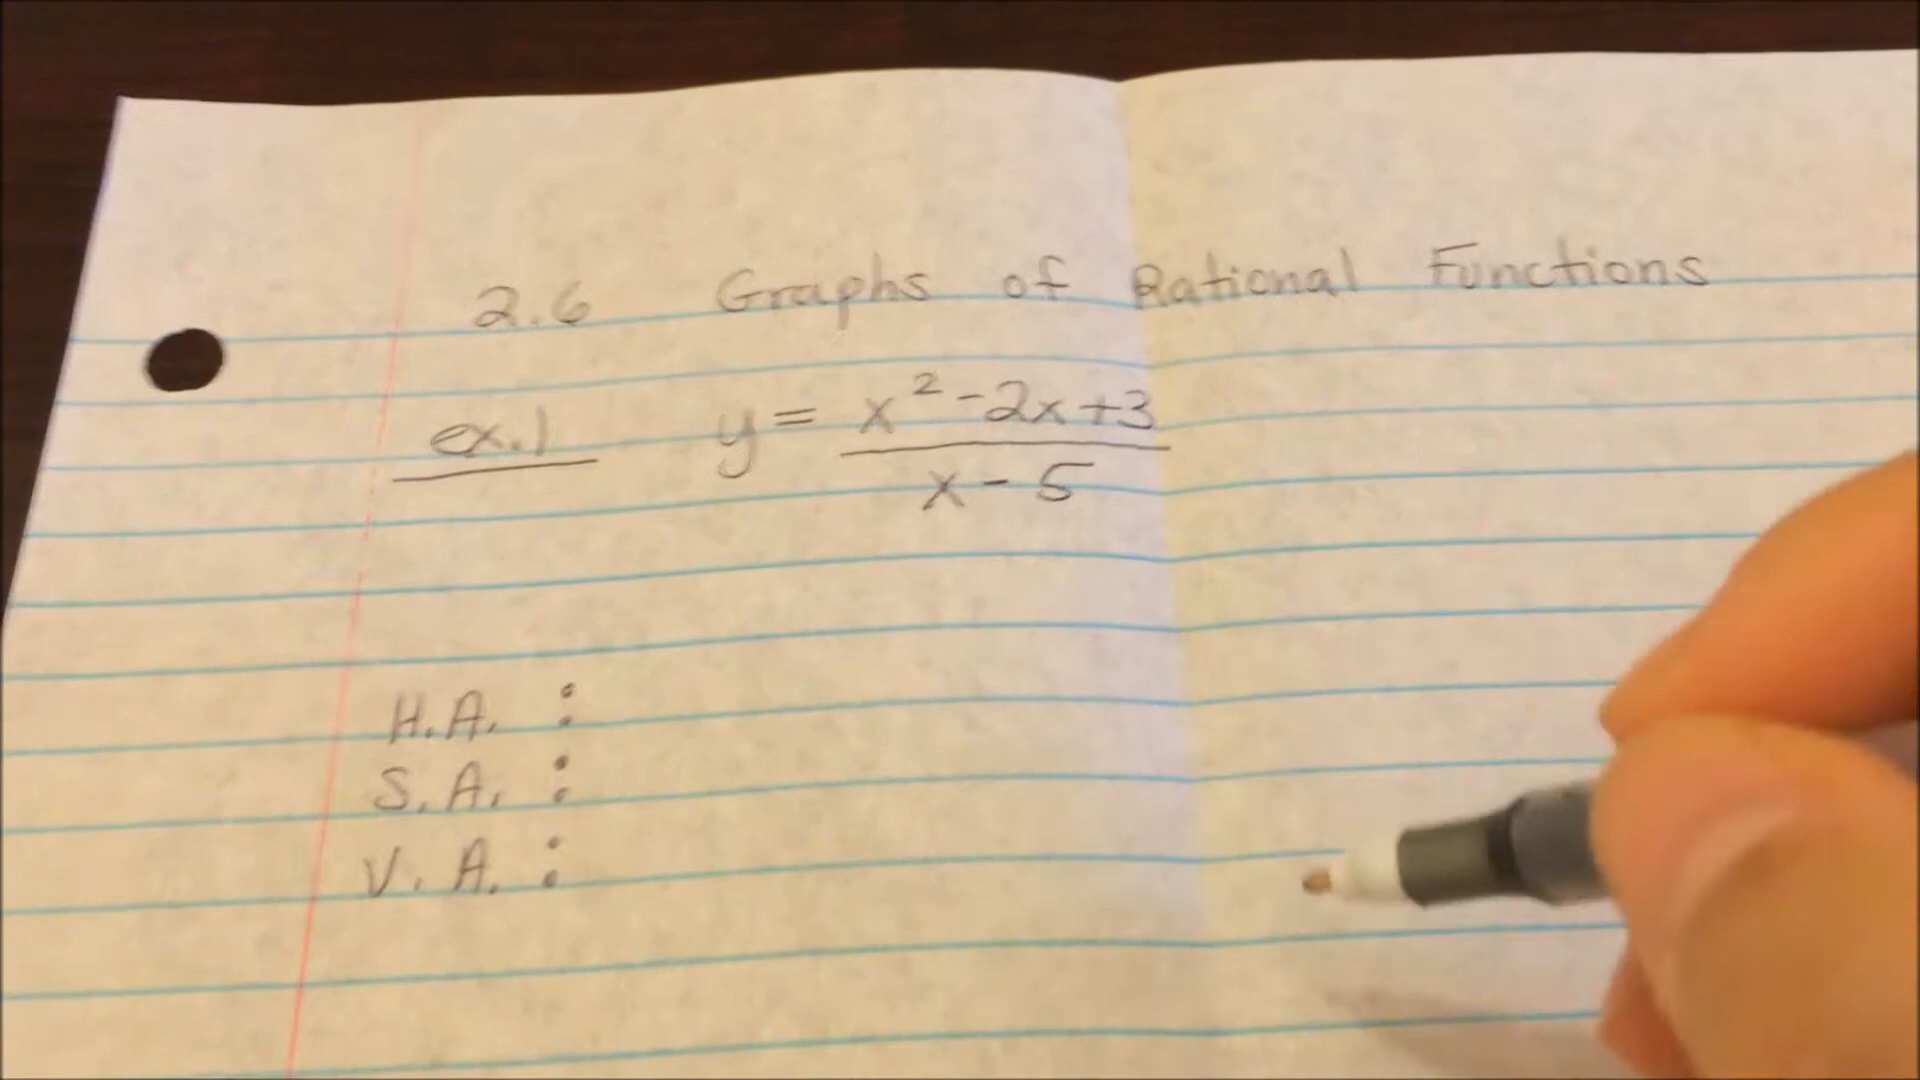 2.6 Graphs of Rational Functions
ex.1 y = x²-2x+3
x-5
H.A. :
S.A. :
V.A. :